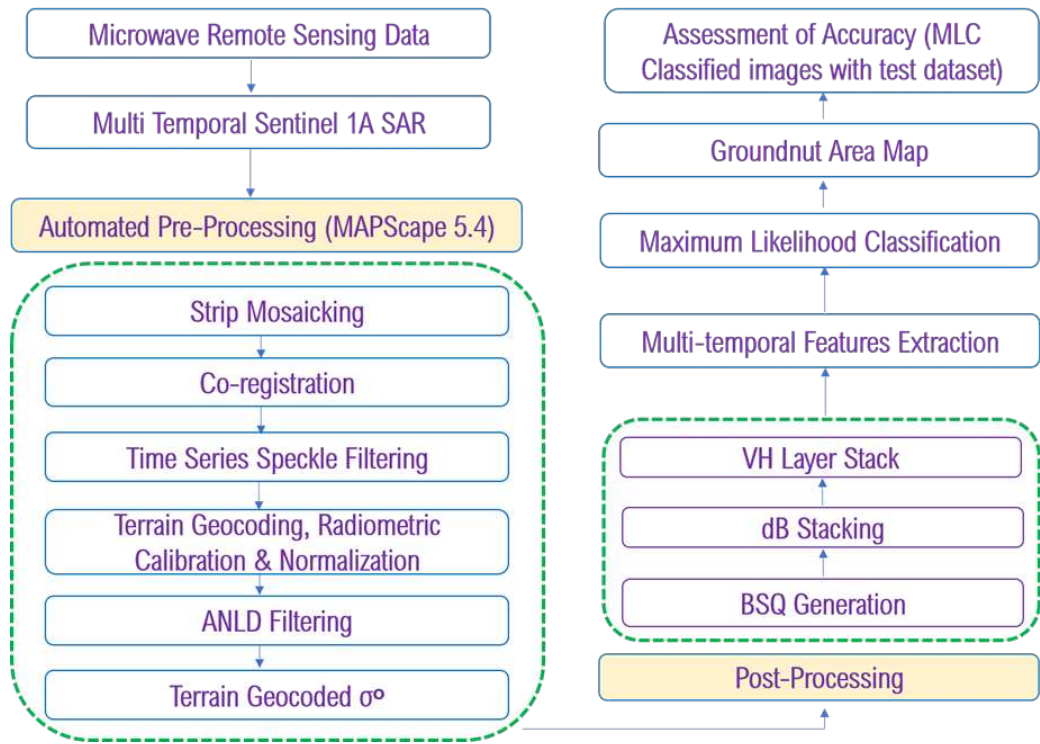 Microwave Remote Sensing Data
Multi Temporal Sentinel 1A SAR
Automated Pre-Processing (MAPScape 5.4)
Strip Mosaicking
Co-registration
Time Series Speckle Filtering
Terrain Geocoding, Radiometric
Calibration & Normalization
ANLD Filtering
Terrain Geocoded σº
Post-Processing
BSQ Generation
dB Stacking
VH Layer Stack
Multi-temporal Features Extraction
Maximum Likelihood Classification
Groundnut Area Map
Assessment of Accuracy (MLC
Classified images with test dataset)